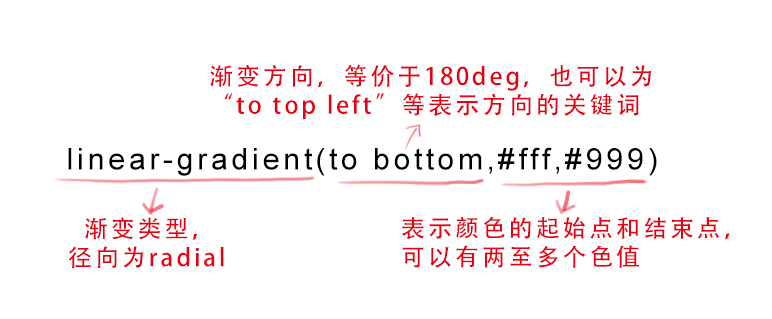 渐变方向，等价于180deg，也可以为
“to top left”等表示方向的关键词
linear-gradient(to bottom,#fff,#999)
渐变类型，
径向为radial
表示颜色的起始点和结束点，
可以有两至多个色值